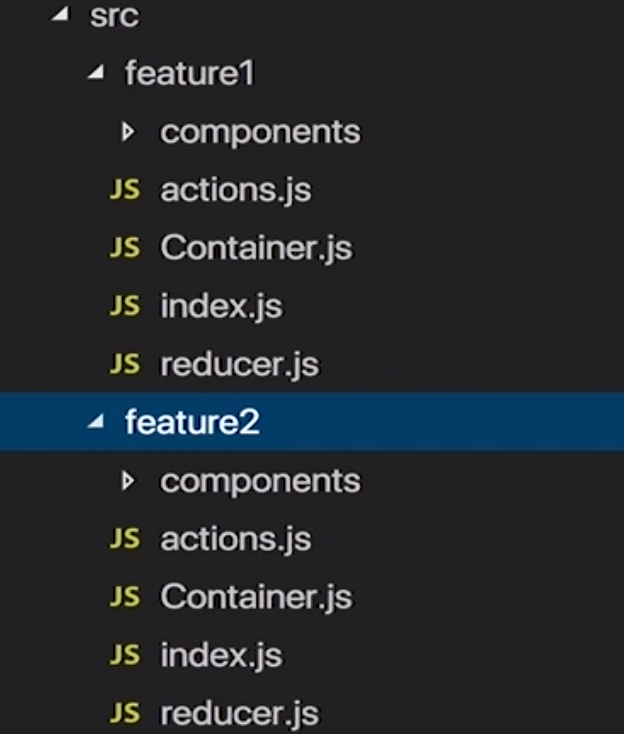 src
feature1
components
JS actions.js
JS Container.js
JS index.js
JS reducer.js
feature2
components
JS actions.js
JS Container.js
JS index.js
JS reducer.js